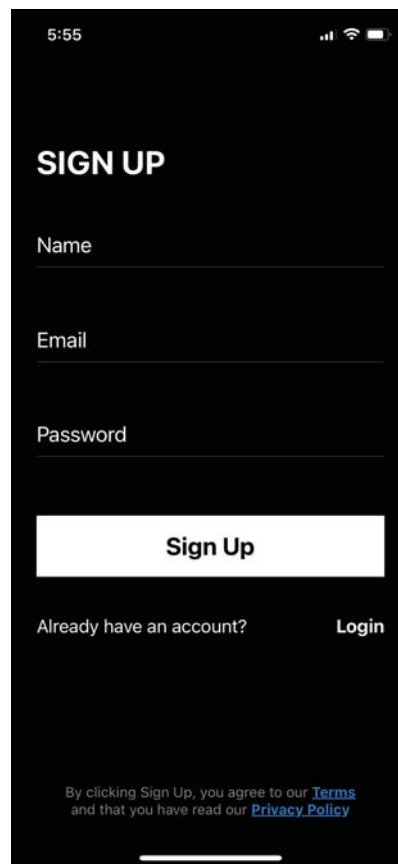 5:55
SIGN UP
Name
Email
Password
Sign Up
Already have an account? Login
By clicking Sign Up, you agree to our Terms
and that you have read our Privacy Policy